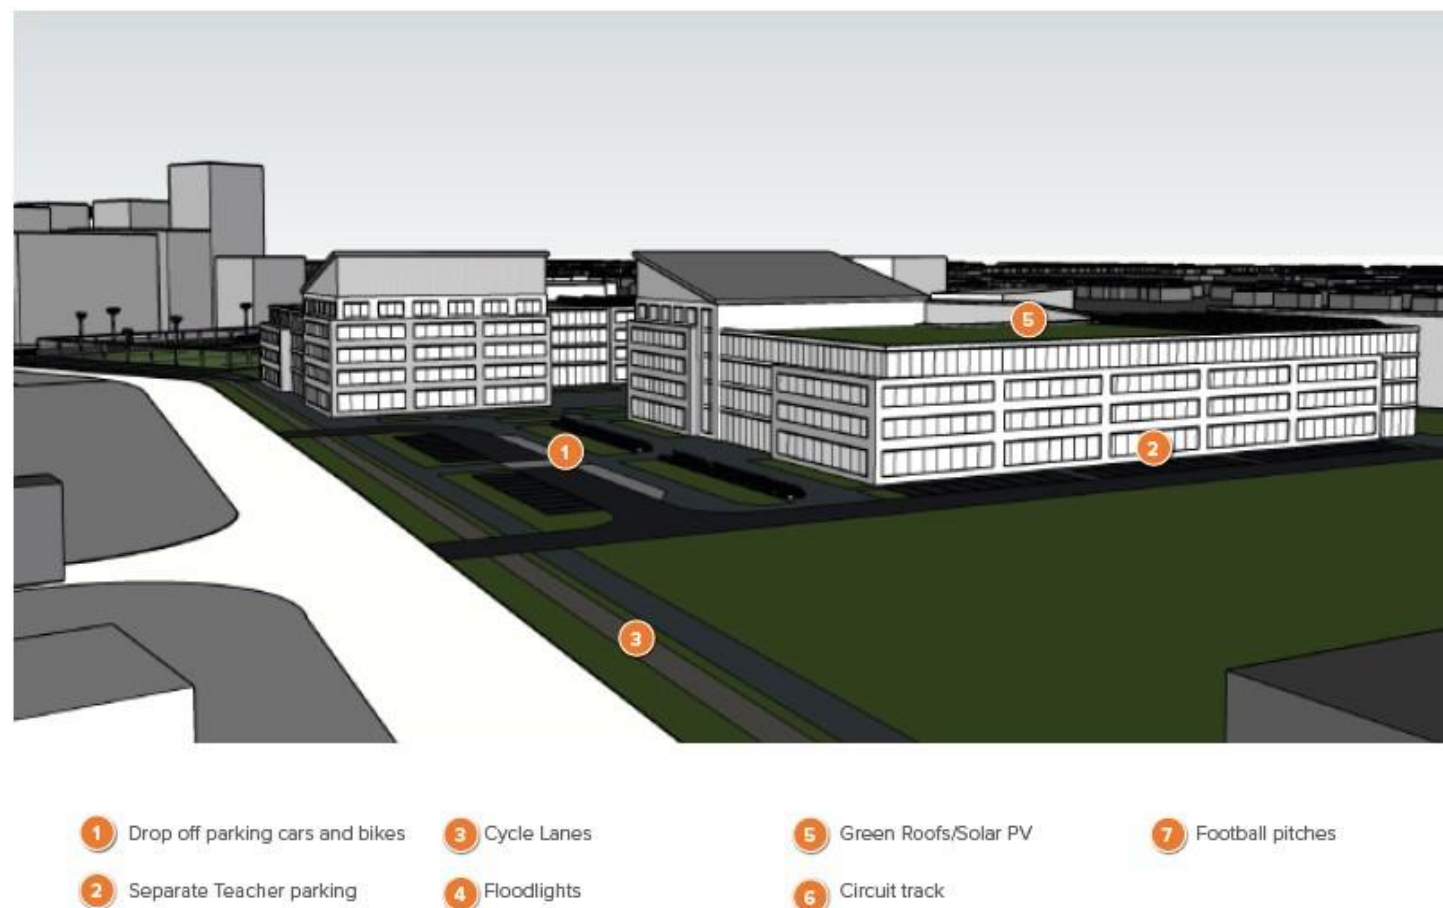 5
1
2
3
1 Drop off parking cars and bikes
3 Cycle Lanes
5 Green Roofs/Solar PV
7 Football pitches
2 Separate Teacher parking
4 Floodlights
6 Circuit track